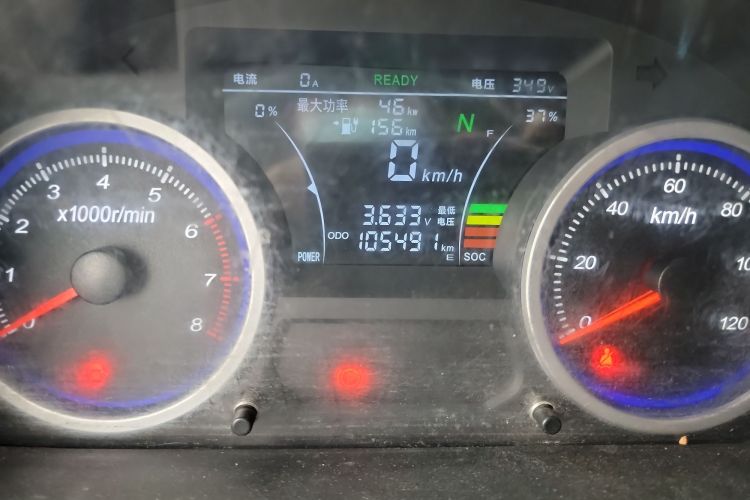 电流 0A READY 电压 349V
0% 最大功率 46kw 37%
156km N F
0 km/h
3.633V 最低电压
ODO 105491km
POWER E SOC
0 1 2 3 4 5 6 7 8
x1000r/min
0 20 40 60 80 100 120
km/h